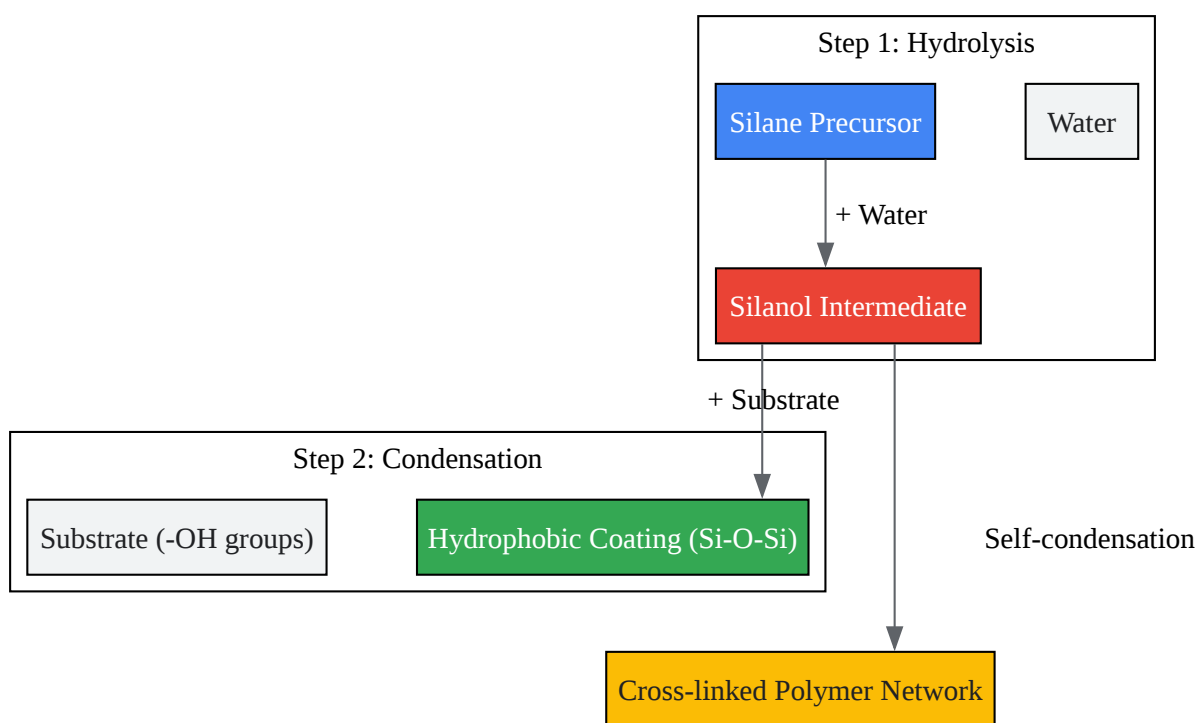 Step 1: Hydrolysis
Silane Precursor
Water
+ Water
Silanol Intermediate
+ Substrate
Step 2: Condensation
Substrate (-OH groups)
Hydrophobic Coating (Si-O-Si)
Self-condensation
Cross-linked Polymer Network